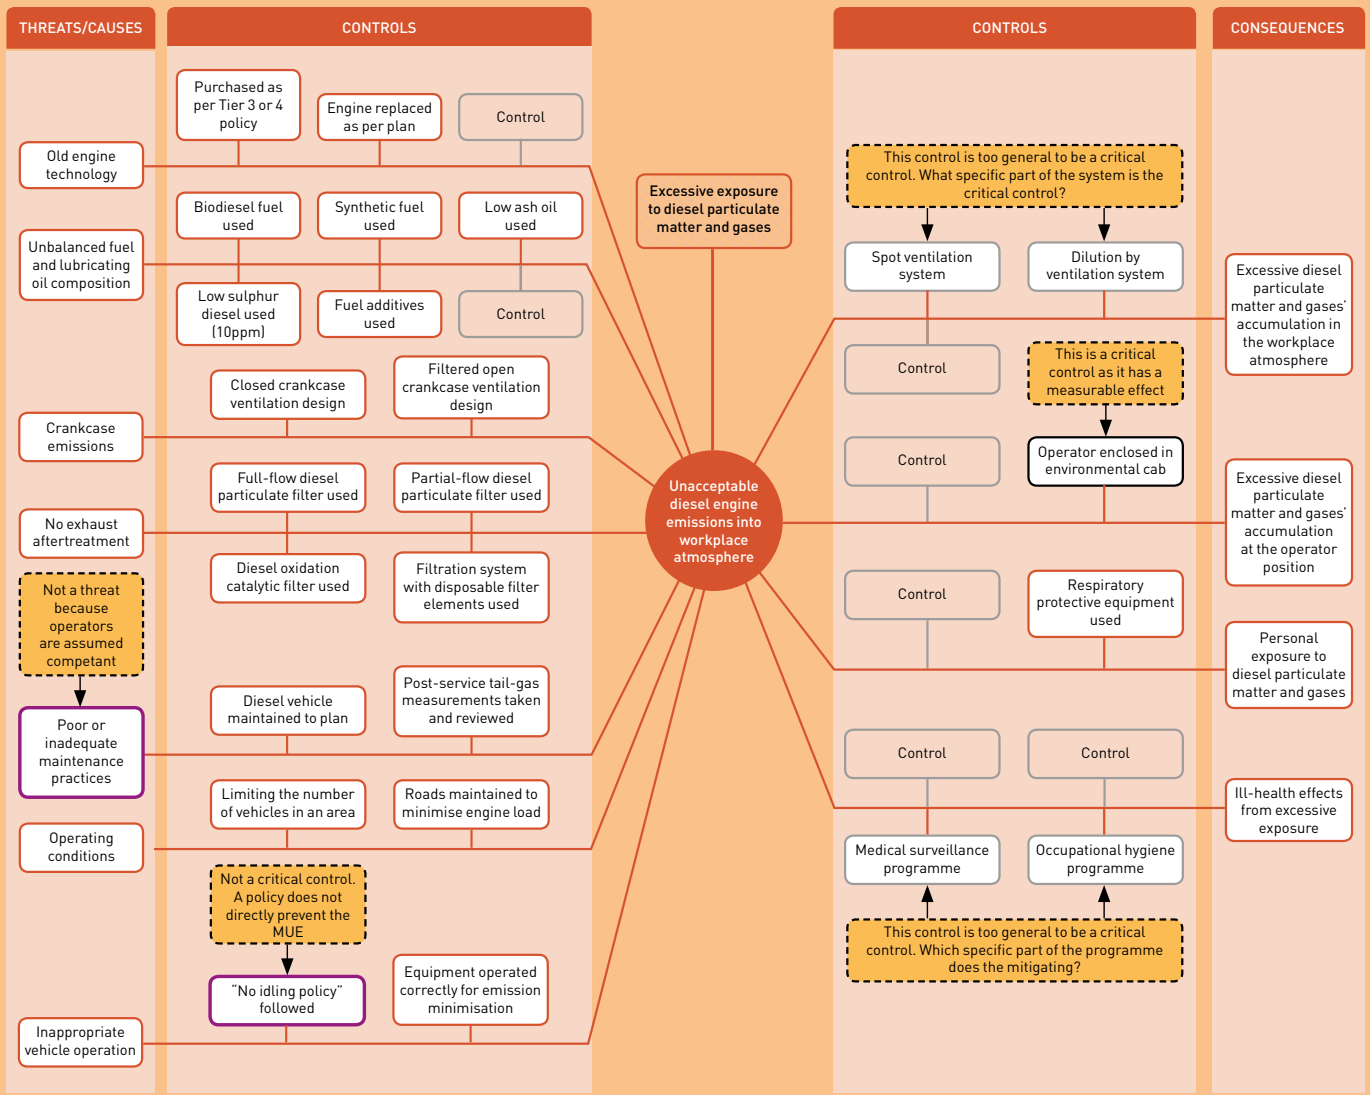 THREATS/CAUSES
CONTROLS
CONTROLS
CONSEQUENCES
Purchased as
per Tier 3 or 4
policy
Engine replaced
as per plan
Control
Old engine
technology
Biodiesel fuel
used
Synthetic fuel
used
Low ash oil
used
Unbalanced fuel
and lubricating
oil composition
Low sulphur
diesel used
(10ppm)
Fuel additives
used
Control
Closed crankcase
ventilation design
Filtered open
crankcase ventilation
design
Crankcase
emissions
Full-flow diesel
particulate filter used
Partial-flow diesel
particulate filter used
No exhaust
aftertreatment
Diesel oxidation
catalytic filter used
Filtration system
with disposable filter
elements used
Not a threat
because
operators
are assumed
competant
Diesel vehicle
maintained to plan
Post-service tail-gas
measurements taken
and reviewed
Poor or
inadequate
maintenance
practices
Limiting the number
of vehicles in an area
Roads maintained to
minimise engine load
Operating
conditions
Not a critical control.
A policy does not
directly prevent the
MUE
"No idling policy"
followed
Equipment operated
correctly for emission
minimisation
Inappropriate
vehicle operation
Excessive exposure
to diesel particulate
matter and gases
Unacceptable
diesel engine
emissions into
workplace
atmosphere
This control is too general to be a critical
control. What specific part of the system is the
critical control?
Spot ventilation
system
Dilution by
ventilation system
Excessive diesel
particulate
matter and gases'
accumulation in
the workplace
atmosphere
Control
This is a critical
control as it has a
measurable effect
Control
Operator enclosed in
environmental cab
Excessive diesel
particulate
matter and gases'
accumulation
at the operator
position
Control
Respiratory
protective equipment
used
Personal
exposure to
diesel particulate
matter and gases
Control
Control
Ill-health effects
from excessive
exposure
Medical surveillance
programme
Occupational hygiene
programme
This control is too general to be a critical
control. Which specific part of the programme
does the mitigating?